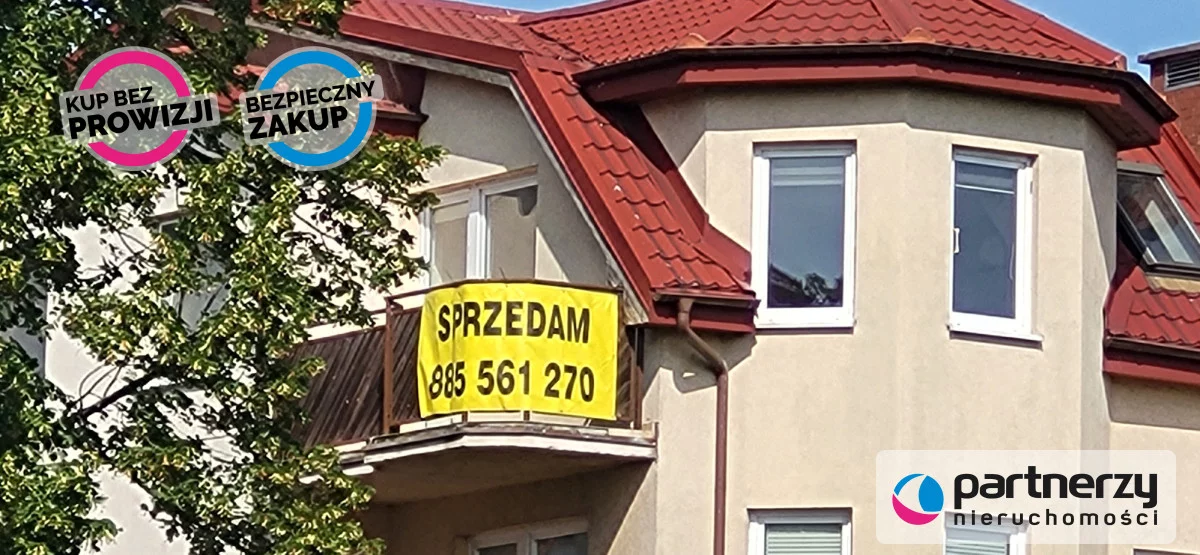 KUP BEZ
PROWIZJI
BEZPIECZNY
ZAKUP
SPRZEDAM
885 561 270
partnerzy
nieruchomości